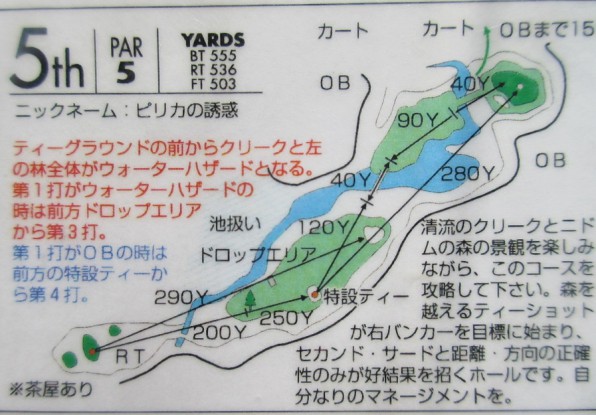 5th
PAR
5
YARDS
BT 555
RT 536
FT 503
ニックネーム：ピリカの誘惑
ティーグラウンドの前からクリークと左
の林全体がウォーターハザードとなる。
第１打がウォーターハザードの
時は前方ドロップエリア
から第３打。
第１打がＯＢの時は
前方の特設ティーか
ら第４打。
カート
カート
ＯＢまで15
ＯＢ
40Y
90Y
ＯＢ
40Y
280Y
池扱い
120Y
ドロップエリア
290Y
特設ティー
250Y
200Y
RT
※茶屋あり
清流のクリークとニド
ムの森の景観を楽しみ
ながら、このコースを
攻略して下さい。森を
越えるティーショット
が右バンカーを目標に始まり、
セカンド・サードと距離・方向の正確
性のみが好結果を招くホールです。自
分なりのマネージメントを。